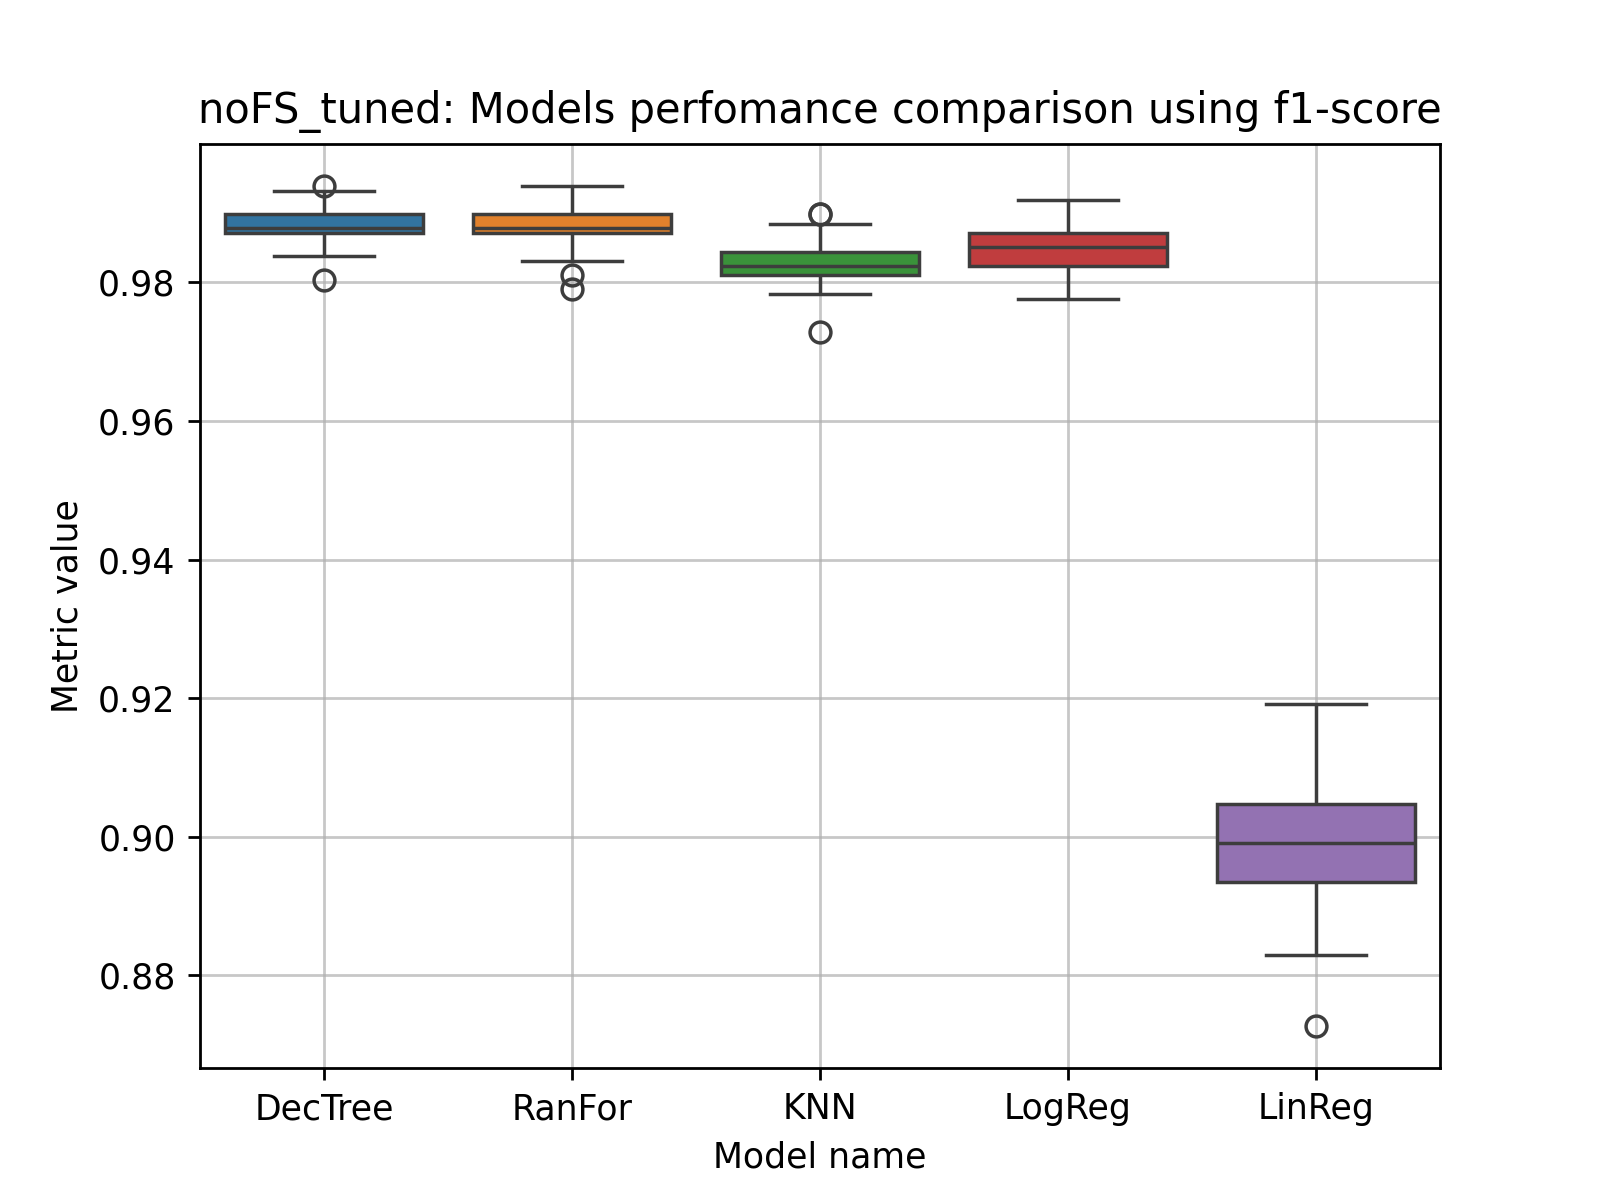 noFS_tuned: Models perfomance comparison using f1-score
Metric value
0.98
0.96
0.94
0.92
0.90
0.88
DecTree RanFor KNN LogReg LinReg
Model name